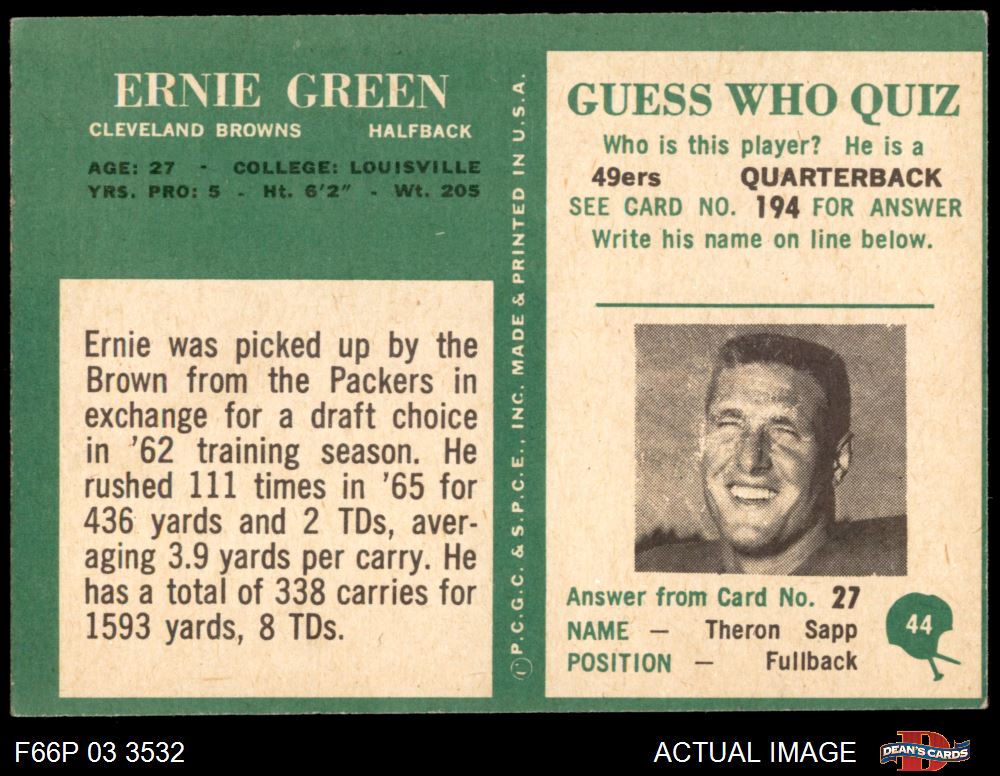 ERNIE GREEN
CLEVELAND BROWNS HALFBACK
AGE: 27 - COLLEGE: LOUISVILLE
YRS. PRO: 5 - Ht. 6'2" - Wt. 205
Ernie was picked up by the
Brown from the Packers in
exchange for a draft choice
in '62 training season. He
rushed 111 times in '65 for
436 yards and 2 TDs, aver-
aging 3.9 yards per carry. He
has a total of 338 carries for
1593 yards, 8 TDs.
©P.C.G.C. & S.P.C.E., INC. MADE & PRINTED IN U.S.A.
GUESS WHO QUIZ
Who is this player? He is a
49ers QUARTERBACK
SEE CARD NO. 194 FOR ANSWER
Write his name on line below.
Answer from Card No. 27
NAME — Theron Sapp
POSITION — Fullback
44
F66P 03 3532
ACTUAL IMAGE
DEAN'S CARDS